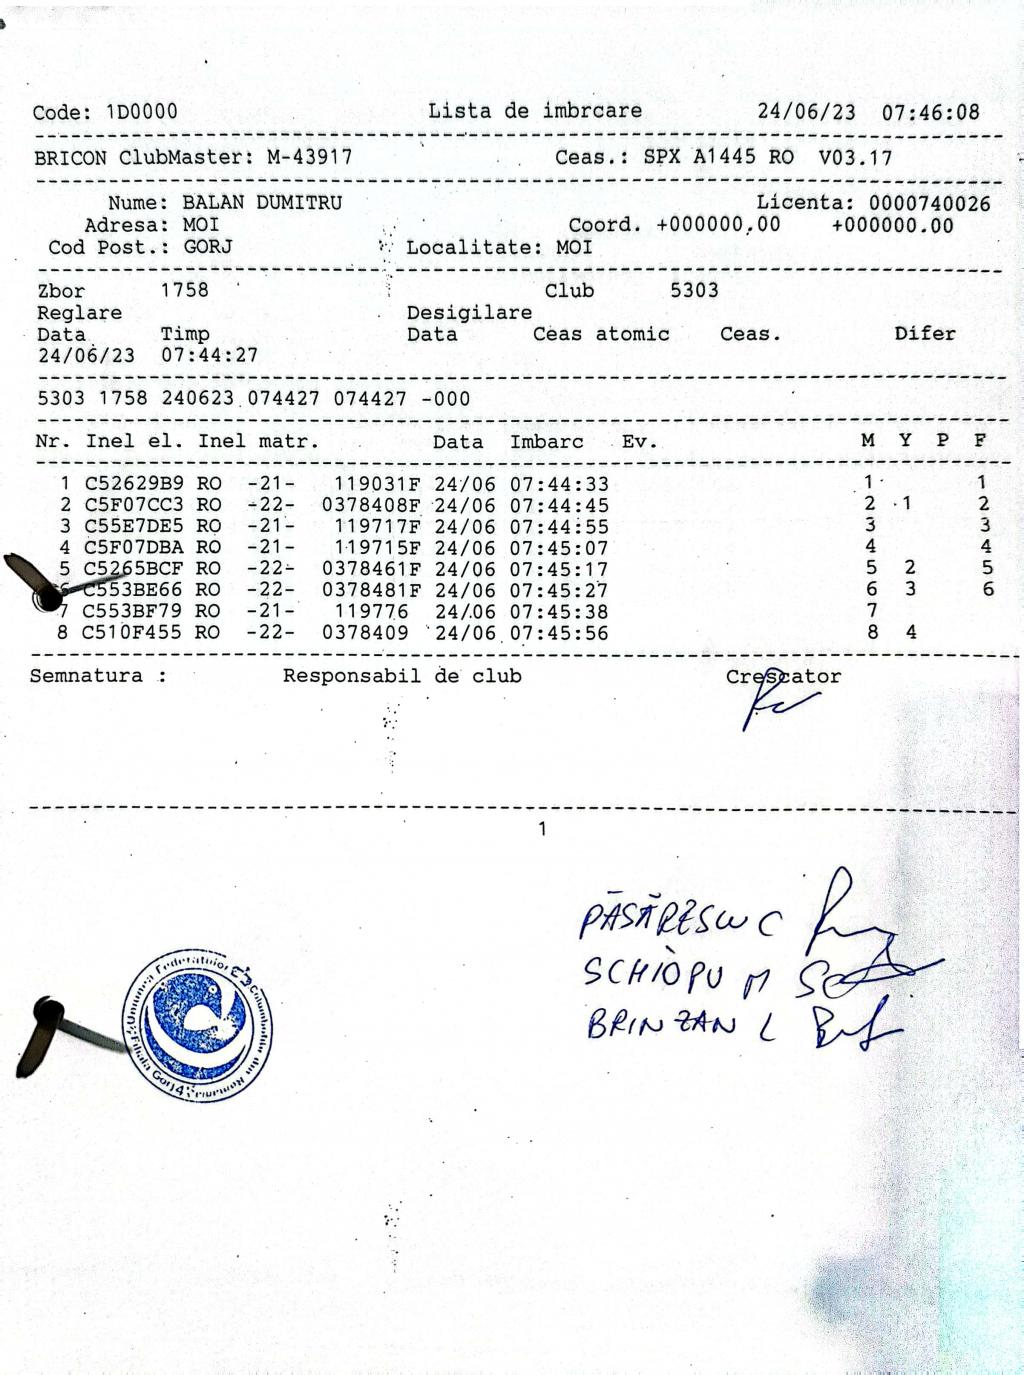 Code: 1D0000 Lista de imbrcare 24/06/23 07:46:08
BRICON ClubMaster: M-43917 Ceas.: SPX A1445 RO V03.17
Nume: BALAN DUMITRU Licenta: 0000740026
Adresa: MOI Coord. +000000.00 +000000.00
Cod Post.: GORJ Localitate: MOI
Zbor 1758 Club 5303
Reglare Desigilare
Data Timp Data Ceas atomic Ceas. Difer
24/06/23 07:44:27
5303 1758 240623 074427 074427 -000
Nr. Inel el. Inel matr. Data Imbarc Ev. M Y P F
1 C52629B9 RO -21- 119031F 24/06 07:44:33 1 1
2 C5F07CC3 RO -22- 0378408F 24/06 07:44:45 2 1 2
3 C55E7DE5 RO -21- 119717F 24/06 07:44:55 3 3
4 C5F07DBA RO -21- 119715F 24/06 07:45:07 4 4
5 C5265BCF RO -22- 0378461F 24/06 07:45:17 5 2 5
6 C553BE66 RO -22- 0378481F 24/06 07:45:27 6 3 6
7 C553BF79 RO -21- 119776 24/06 07:45:38 7
8 C510F455 RO -22- 0378409 24/06 07:45:56 8 4
Semnatura : Responsabil de club Crescator
1
PĂSĂRESCU C
SCHIOPU M
BRINZAN L